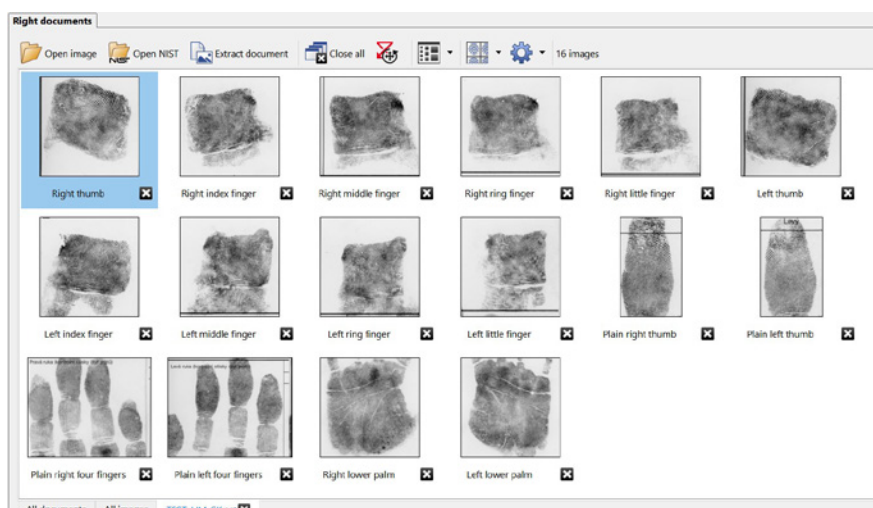 Right documents
Open image Open NIST Extract document Close all 16 images
Right thumb Right index finger Right middle finger Right ring finger Right little finger Left thumb
Left index finger Left middle finger Left ring finger Left little finger Plain right thumb Plain left thumb
Plain right four fingers Plain left four fingers Right lower palm Left lower palm
All documents All images